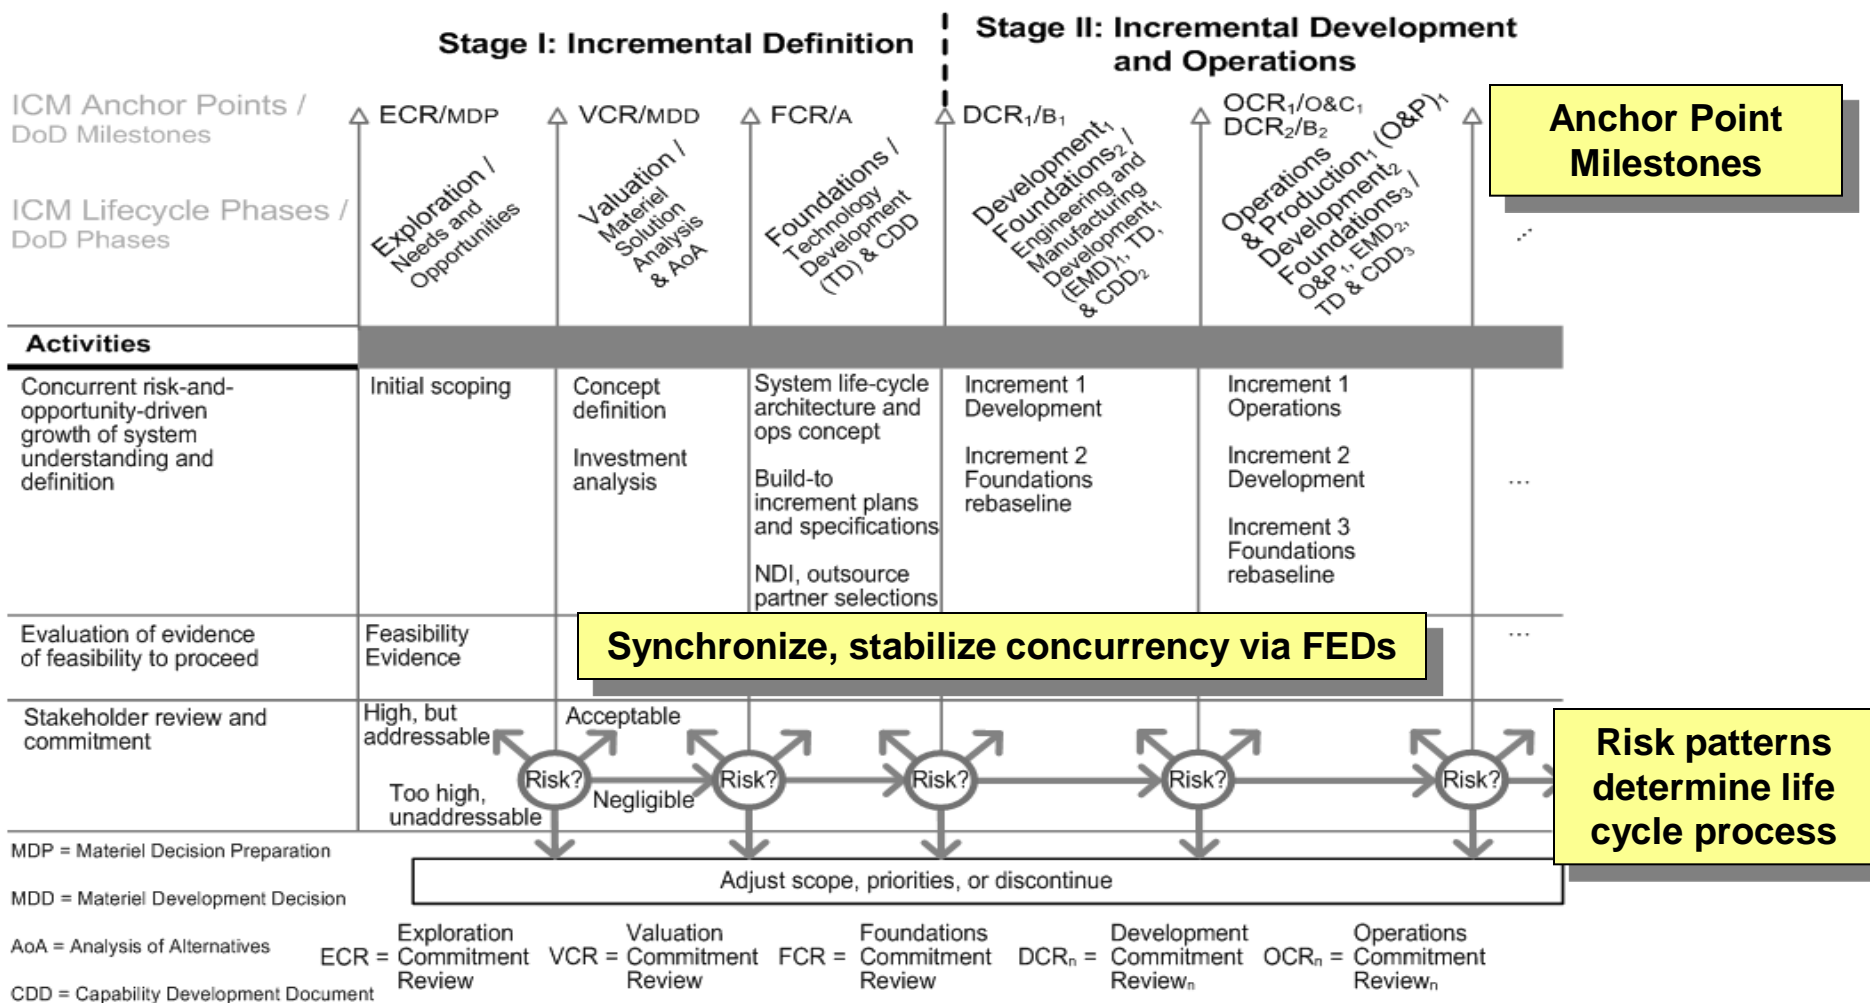 Stage I: Incremental Definition
Stage II: Incremental Development
and Operations
ICM Anchor Points /
DoD Milestones
ECR/MDP
VCR/MDD
FCR/A
DCR₁/B₁
OCR₁/O&C₁
DCR₂/B₂
Anchor Point
Milestones
ICM Lifecycle Phases /
DoD Phases
Exploration /
Needs and
Opportunities
Valuation /
Materiel
Solution
Analysis
& AoA
Foundations /
Technology
Development
(TD) & CDD
Development₁
Foundations₂ /
Engineering and
Manufacturing
Development₁
(EMD)₁, TD,
& CDD₂
Operations
& Production₁ (O&P)₁
Development₂
Foundations₃ /
O&P₁, EMD₂,
TD & CDD₃
...
Activities
Concurrent risk-and-
opportunity-driven
growth of system
understanding and
definition
Initial scoping
Concept
definition
Investment
analysis
System life-cycle
architecture and
ops concept
Build-to
increment plans
and specifications
NDI, outsource
partner selections
Increment 1
Development
Increment 2
Foundations
rebaseline
Increment 1
Operations
Increment 2
Development
Increment 3
Foundations
rebaseline
...
Evaluation of evidence
of feasibility to proceed
Feasibility
Evidence
Synchronize, stabilize concurrency via FEDs
...
Stakeholder review and
commitment
High, but
addressable
Acceptable
Too high,
unaddressable
Negligible
Risk?
Risk?
Risk?
Risk?
Risk?
Risk patterns
determine life
cycle process
Adjust scope, priorities, or discontinue
MDP = Materiel Decision Preparation
MDD = Materiel Development Decision
AoA = Analysis of Alternatives
CDD = Capability Development Document
ECR = Exploration
Commitment
Review
VCR = Valuation
Commitment
Review
FCR = Foundations
Commitment
Review
DCRₙ = Development
Commitment
Reviewₙ
OCRₙ = Operations
Commitment
Reviewₙ